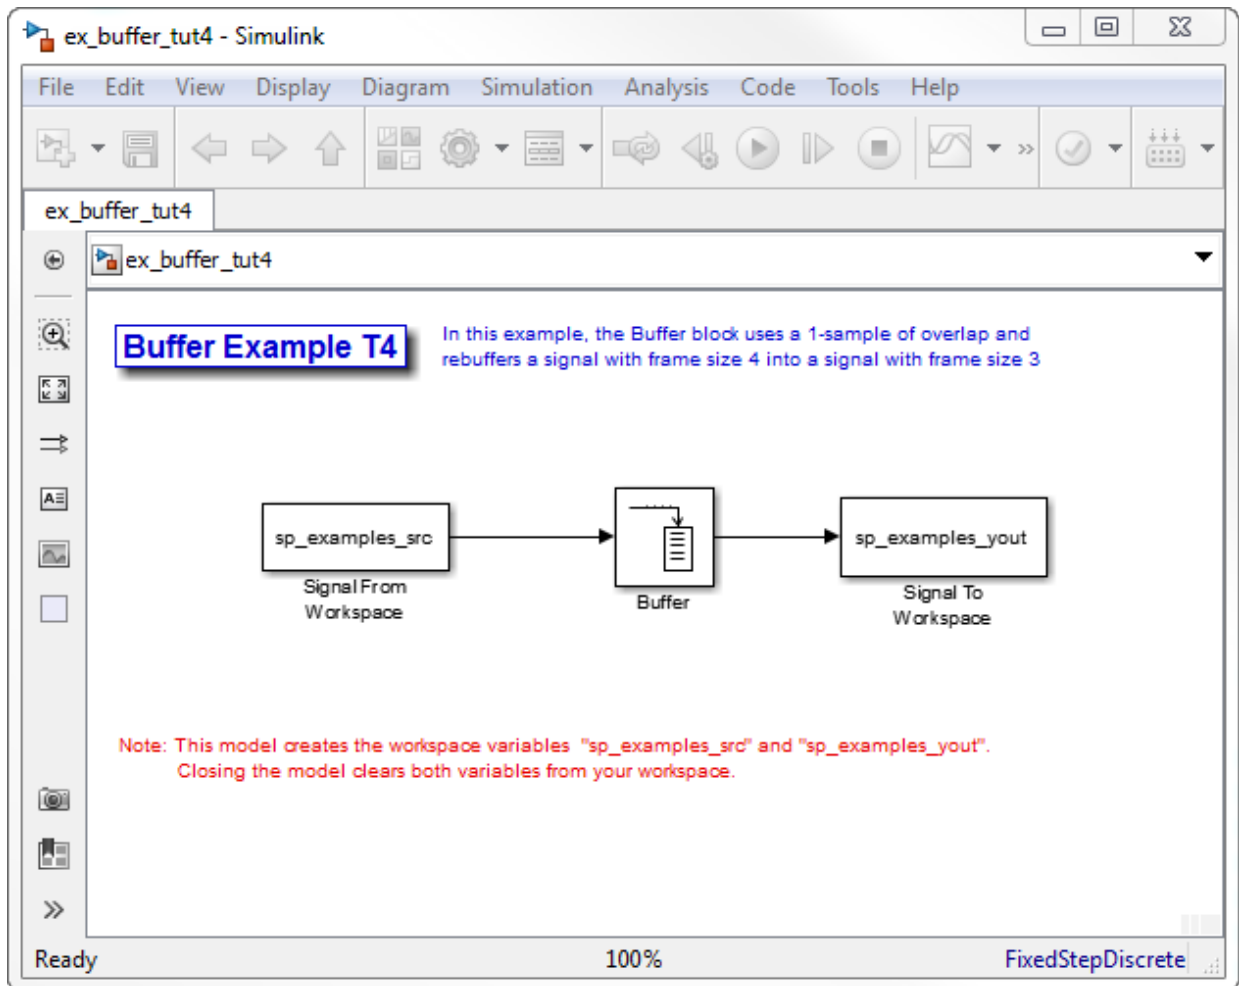 ex_buffer_tut4 - Simulink
File Edit View Display Diagram Simulation Analysis Code Tools Help
ex_buffer_tut4
ex_buffer_tut4
Buffer Example T4
In this example, the Buffer block uses a 1-sample of overlap and
rebuffers a signal with frame size 4 into a signal with frame size 3
sp_examples_src
Signal From
Workspace
Buffer
sp_examples_yout
Signal To
Workspace
Note: This model creates the workspace variables "sp_examples_src" and "sp_examples_yout".
Closing the model clears both variables from your workspace.
Ready 100% FixedStepDiscrete